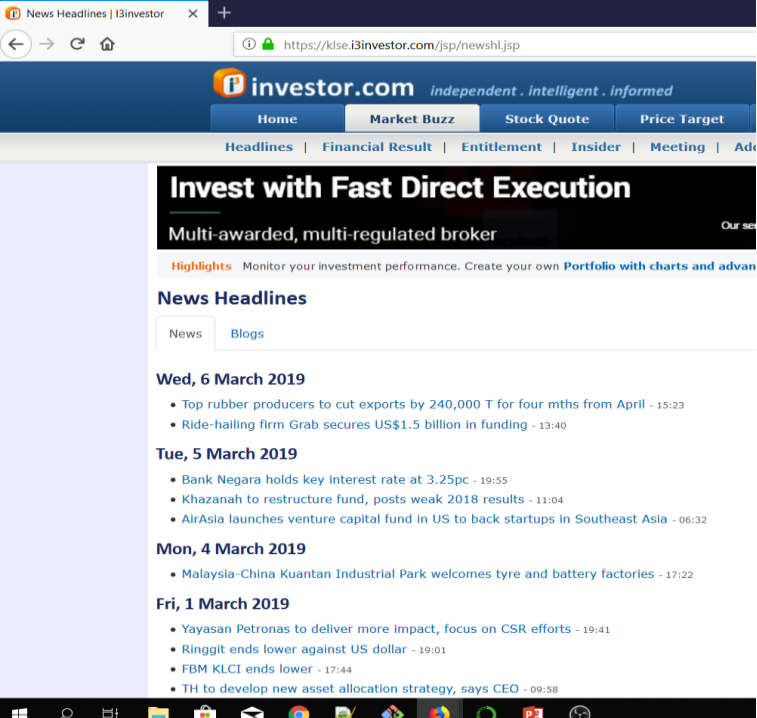 News Headlines | I3investor
https://klse.i3investor.com/jsp/newshl.jsp
investor.com independent . intelligent . informed
Home Market Buzz Stock Quote Price Target
Headlines | Financial Result | Entitlement | Insider | Meeting |
Invest with Fast Direct Execution
Multi-awarded, multi-regulated broker
Our
Highlights Monitor your investment performance. Create your own Portfolio with charts and
News Headlines
News Blogs
Wed, 6 March 2019
• Top rubber producers to cut exports by 240,000 T for four mths from April - 15:23
• Ride-hailing firm Grab secures US$1.5 billion in funding - 13:40
Tue, 5 March 2019
• Bank Negara holds key interest rate at 3.25pc - 19:55
• Khazanah to restructure fund, posts weak 2018 results - 11:04
• AirAsia launches venture capital fund in US to back startups in Southeast Asia - 06:32
Mon, 4 March 2019
• Malaysia-China Kuantan Industrial Park welcomes tyre and battery factories - 17:22
Fri, 1 March 2019
• Yayasan Petronas to deliver more impact, focus on CSR efforts - 19:41
• Ringgit ends lower against US dollar - 19:01
• FBM KLCI ends lower - 17:44
• TH to develop new asset allocation strategy, says CEO - 09:58